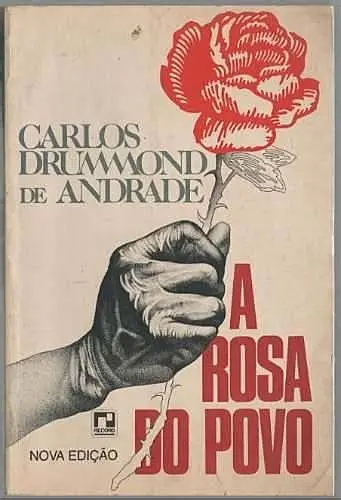 CARLOS
DRUMMOND
DE ANDRADE
A
ROSA
DO POVO
RECORD
NOVA EDIÇÃO